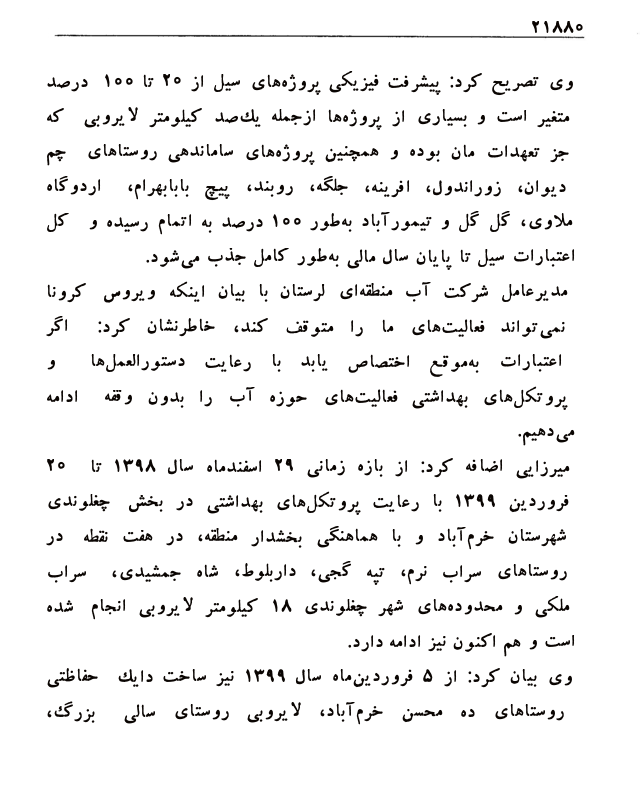 ۲۱۸۸۰
وی تصریح کرد: پیشرفت فیزیکی پروژه‌های سیل از ۲۰ تا ۱۰۰ درصد
متغیر است و بسیاری از پروژه‌ها ازجمله یك‌صد کیلومتر لایروبی که
جز تعهدات مان بوده و همچنین پروژه‌های ساماندهی روستاهای چم
دیوان، زوراندول، افرینه، جلگه، روبند، پیچ بابابهرام، اردوگاه
ملاوی، گل گل و تیمورآباد به‌طور ۱۰۰ درصد به اتمام رسیده و کل
اعتبارات سیل تا پایان سال مالی به‌طور کامل جذب می‌شود.
مدیرعامل شرکت آب منطقه‌ای لرستان با بیان اینکه ویروس کرونا
نمی‌تواند فعالیت‌های ما را متوقف کند، خاطرنشان کرد: اگر
اعتبارات به‌موقع اختصاص یابد با رعایت دستورالعمل‌ها و
پروتکل‌های بهداشتی فعالیت‌های حوزه آب را بدون وقفه ادامه
می‌دهیم.
میرزایی اضافه کرد: از بازه زمانی ۲۹ اسفندماه سال ۱۳۹۸ تا ۲۰
فروردین ۱۳۹۹ با رعایت پروتکل‌های بهداشتی در بخش چغلوندی
شهرستان خرم‌آباد و با هماهنگی بخشدار منطقه، در هفت نقطه در
روستاهای سراب نرم، تپه گجی، داربلوط، شاه جمشیدی، سراب
ملکی و محدوده‌های شهر چغلوندی ۱۸ کیلومتر لایروبی انجام شده
است و هم اکنون نیز ادامه دارد.
وی بیان کرد: از ۵ فروردین‌ماه سال ۱۳۹۹ نیز ساخت دایك حفاظتی
روستاهای ده محسن خرم‌آباد، لایروبی روستای سالی بزرگ،